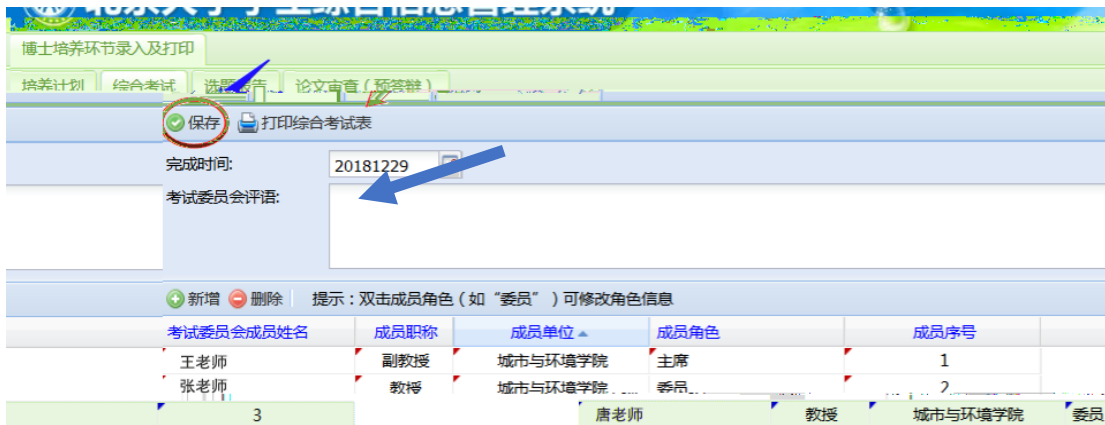 博士培养环节录入及打印
培养计划 综合考试 选题报告 论文审查（预答辩）
保存 打印综合考试表
完成时间: 20181229
考试委员会评语:
新增 删除 提示：双击成员角色（如“委员”）可修改角色信息
考试委员会成员姓名 成员职称 成员单位 成员角色 成员序号
王老师 副教授 城市与环境学院 主席 1
张老师 教授 城市与环境学院 委员 2
3 唐老师 教授 城市与环境学院 委员